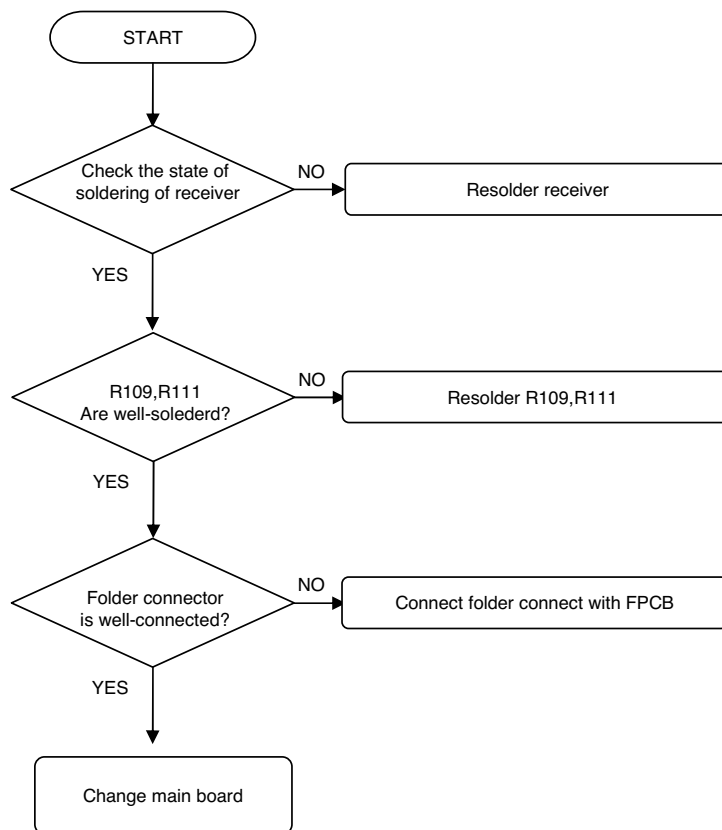 START
Check the state of
soldering of receiver
NO
Resolder receiver
YES
R109,R111
Are well-solederd?
NO
Resolder R109,R111
YES
Folder connector
is well-connected?
NO
Connect folder connect with FPCB
YES
Change main board